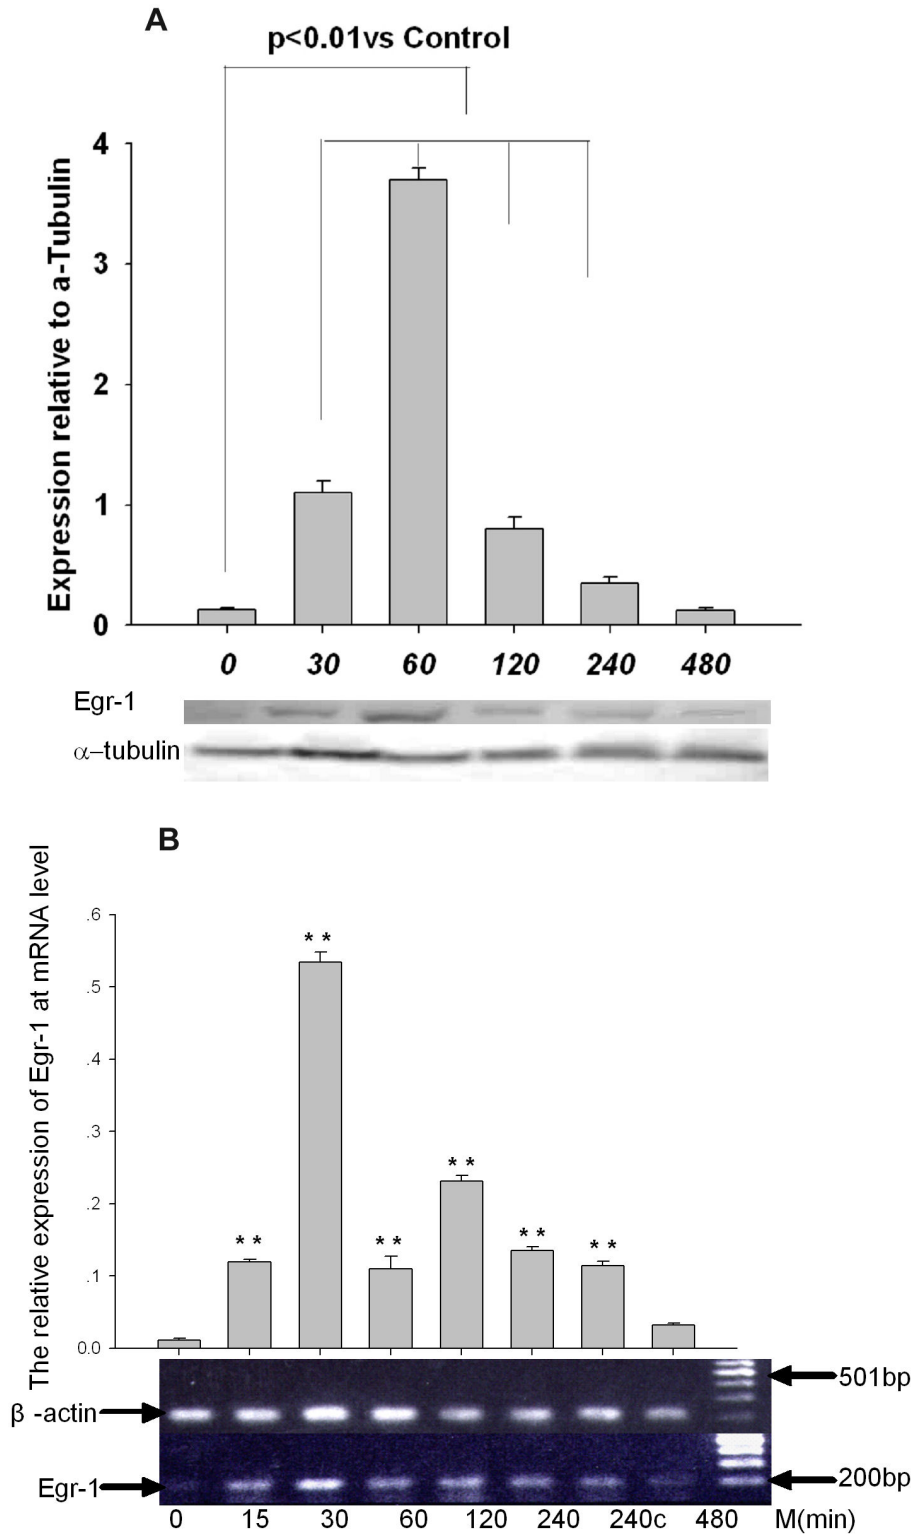 A
p<0.01vs Control
Expression relative to a-Tubulin
4
3
2
1
0
0 30 60 120 240 480
Egr-1
α–tubulin
B
The relative expression of Egr-1 at mRNA level
.6
.5
.4
.3
.2
.1
0.0
* *
* *
* *
* *
* *
* *
501bp
β -actin
Egr-1
200bp
0 15 30 60 120 240 240c 480 M(min)